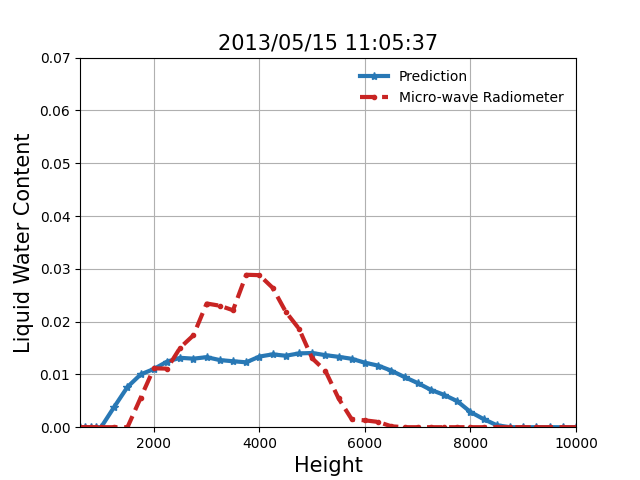 2013/05/15 11:05:37
Prediction
Micro-wave Radiometer
Liquid Water Content
0.07
0.06
0.05
0.04
0.03
0.02
0.01
0.00
2000 4000 6000 8000 10000
Height